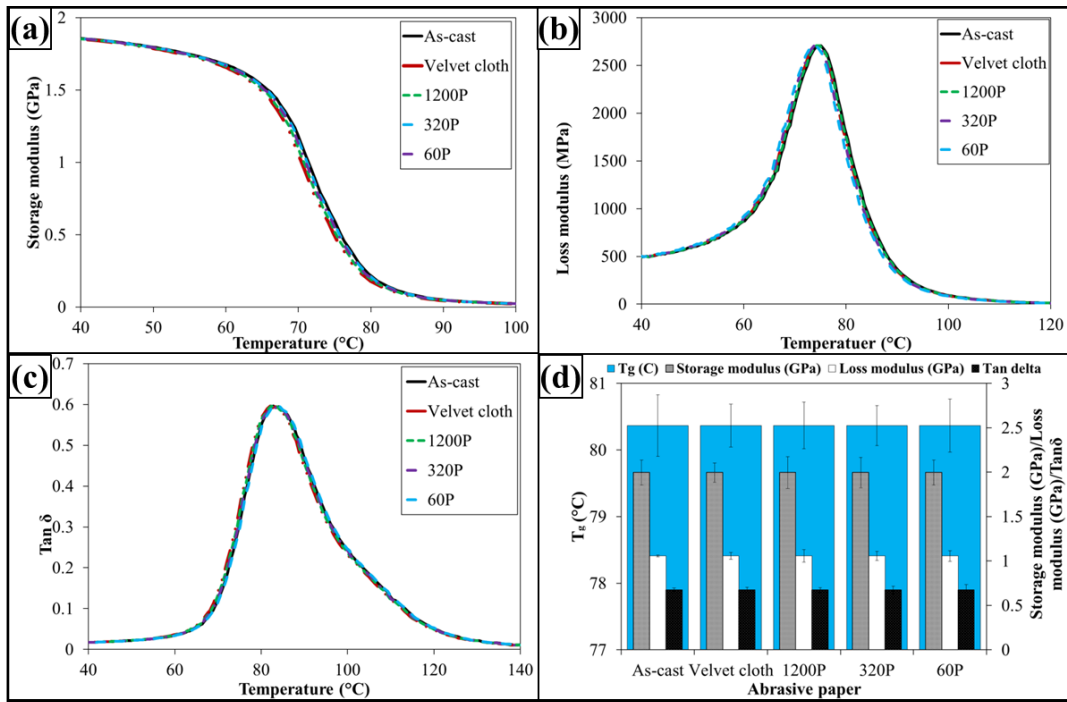 (a)
2
1.5
1
0.5
0
Storage modulus (GPa)
As-cast
Velvet cloth
1200P
320P
60P
40 50 60 70 80 90 100
Temperature (°C)
(b)
3000
2500
2000
1500
1000
500
0
Loss modulus (MPa)
As-cast
Velvet cloth
1200P
320P
60P
40 60 80 100 120
Temperatuer (°C)
(c)
0.7
0.6
0.5
0.4
0.3
0.2
0.1
0
Tan δ
As-cast
Velvet cloth
1200P
320P
60P
40 60 80 100 120 140
Temperature (°C)
(d)
Tg (C) Storage modulus (GPa) Loss modulus (GPa) Tan delta
81
80
79
78
77
Tg (°C)
3
2.5
2
1.5
1
0.5
0
Storage modulus (GPa)/Loss
modulus (GPa)/Tanδ
As-cast Velvet cloth 1200P 320P 60P
Abrasive paper